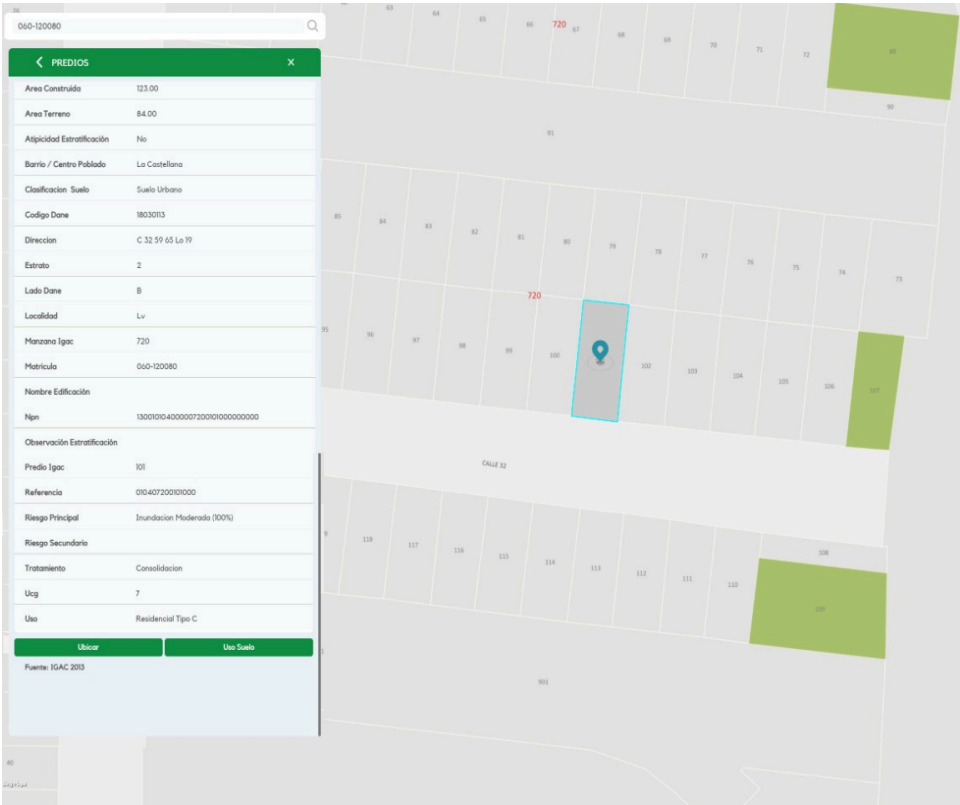 060-120080
PREDIOS X
Area Construida 123.00
Area Terreno 84.00
Atipicidad Estratificación No
Barrio / Centro Poblado La Castellana
Clasificacion Suelo Suelo Urbano
Codigo Dane 18030113
Direccion C 32 59 65 Lo 19
Estrato 2
Lado Dane B
Localidad Lv
Manzana Igac 720
Matricula 060-120080
Nombre Edificación
Npn 130010104000007200101000000000
Observación Estratificación
Predio Igac 101
Referencia 010407200101000
Riesgo Principal Inundacion Moderada (100%)
Riesgo Secundario
Tratamiento Consolidacion
Ucg 7
Uso Residencial Tipo C
Ubicar Uso Suelo
Fuente: IGAC 2013
63 64 65 66 720 67 68 69 70 71 72
90
91
85 84 83 82 81 80 79 78 77 76 75 74 73
720
95 96 97 98 99 100 102 103 104 105 106 107
CALLE 32
118 117 116 115 114 113 112 111 110 108
109
903
40